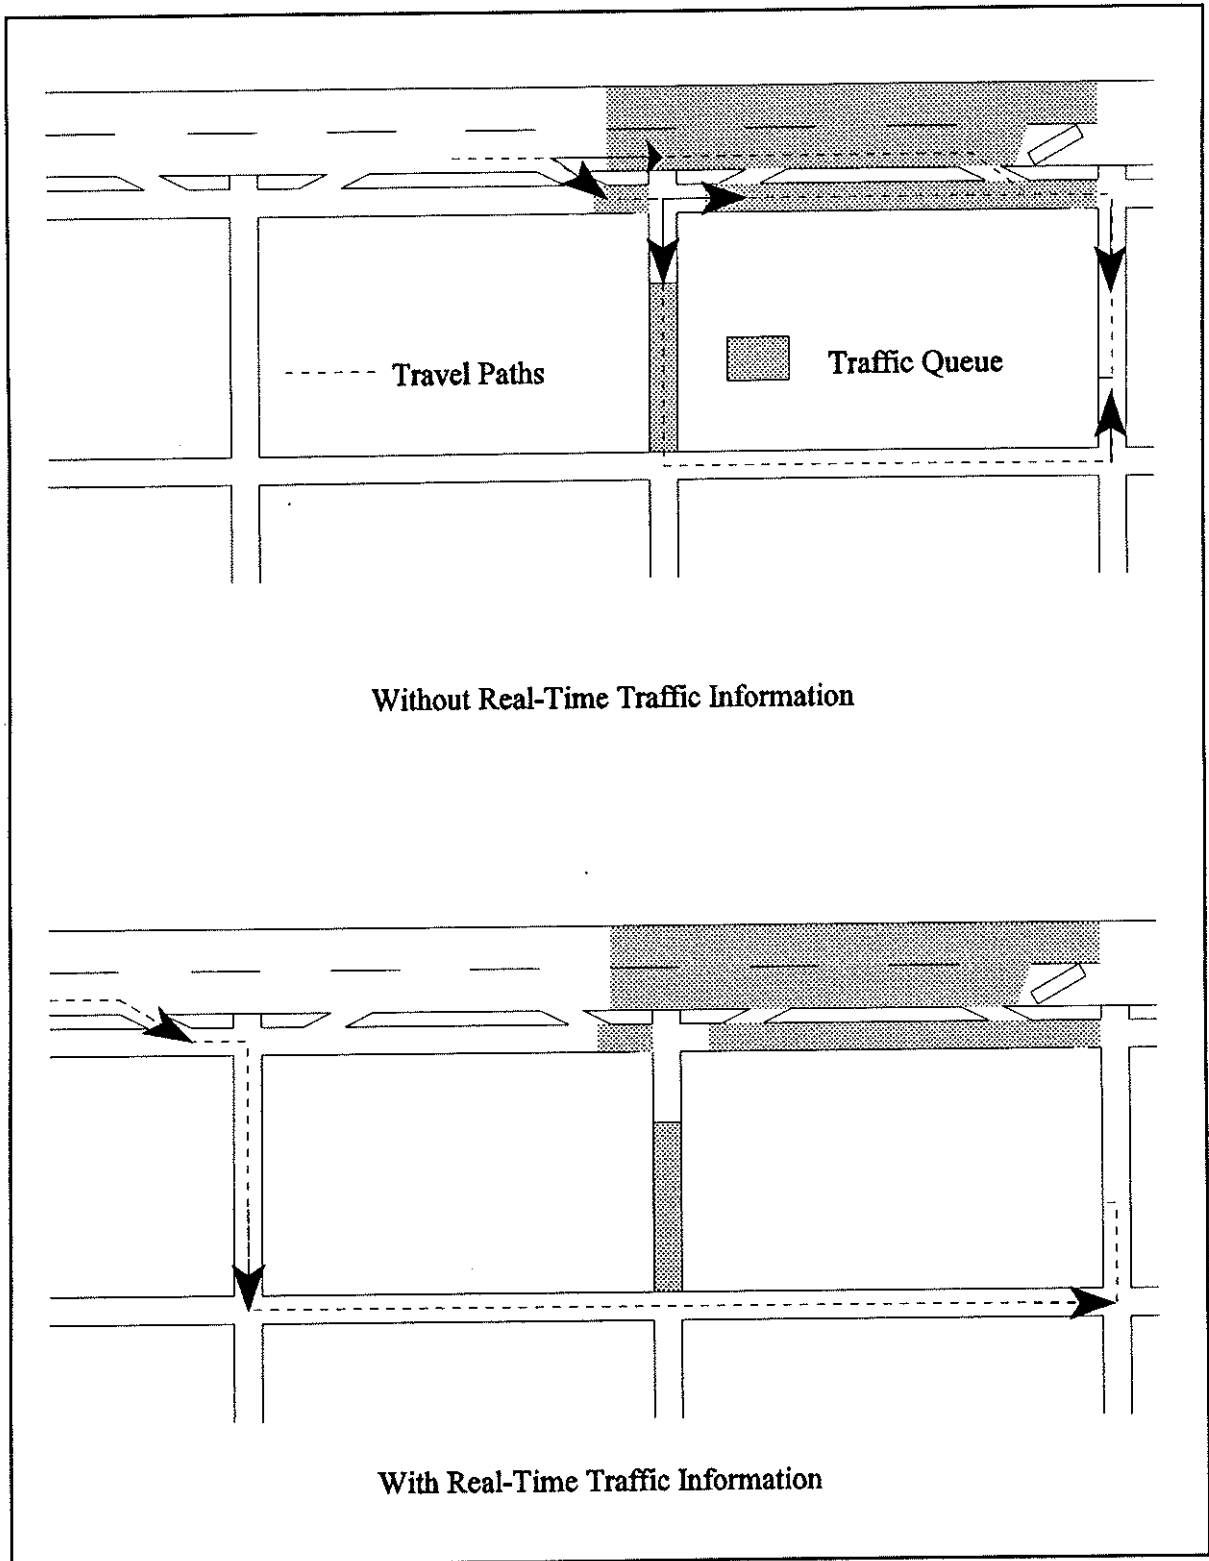 Travel Paths
Traffic Queue
Without Real-Time Traffic Information
With Real-Time Traffic Information